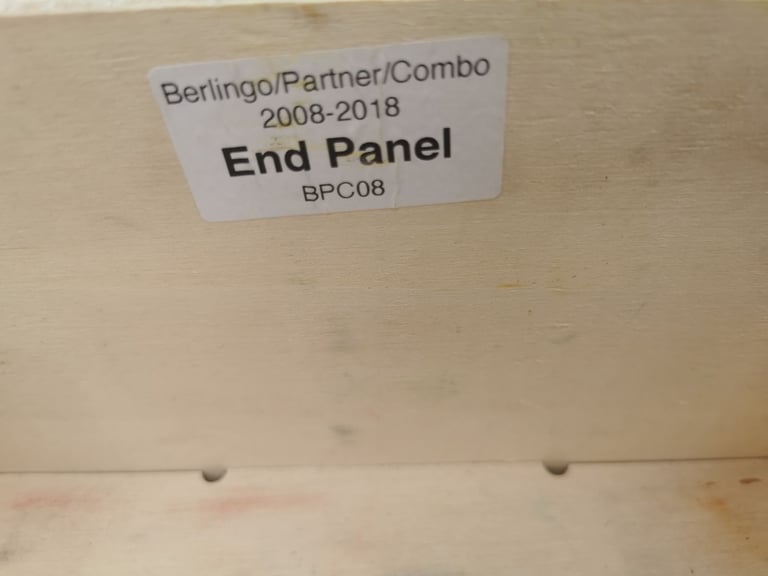 Berlingo/Partner/Combo
2008-2018
End Panel
BPC08